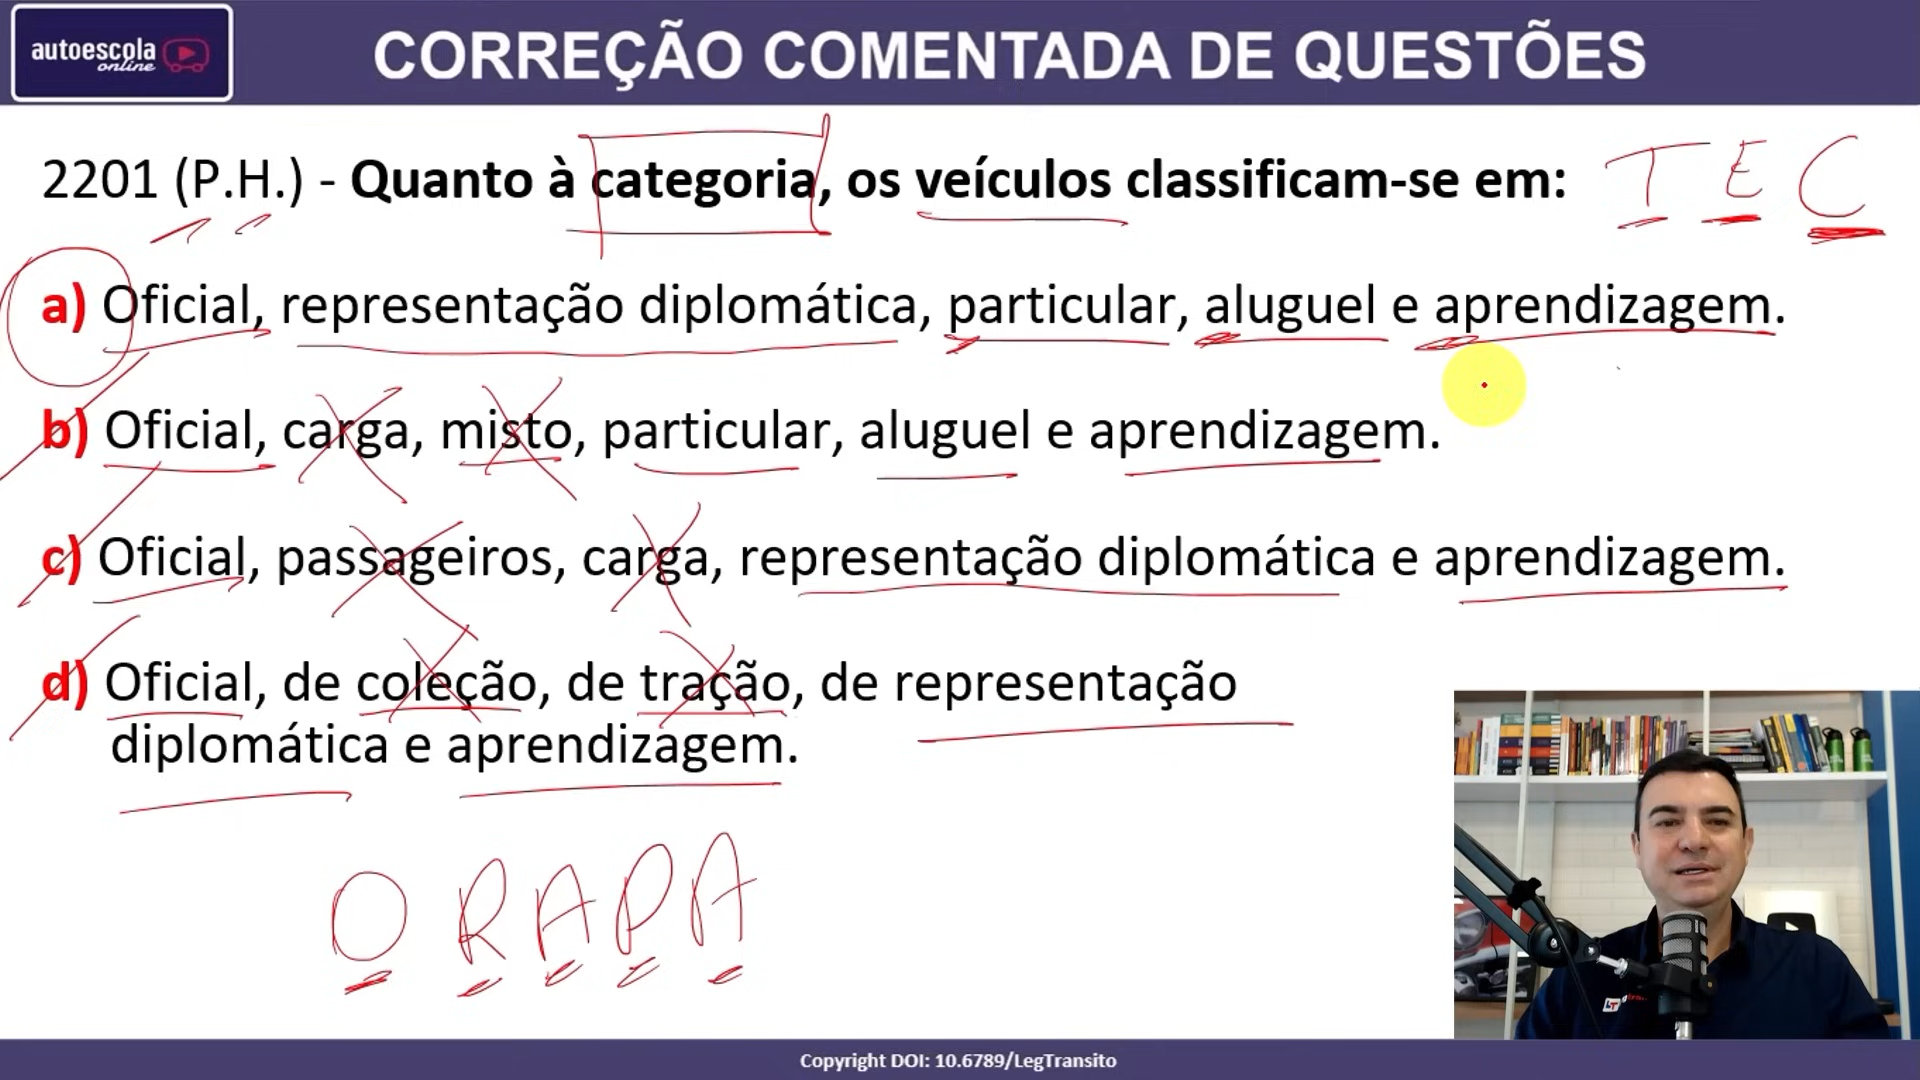 autoescola
online
CORREÇÃO COMENTADA DE QUESTÕES
2201 (P.H.) - Quanto à categoria, os veículos classificam-se em: T E C
a) Oficial, representação diplomática, particular, aluguel e aprendizagem.
b) Oficial, carga, misto, particular, aluguel e aprendizagem.
c) Oficial, passageiros, carga, representação diplomática e aprendizagem.
d) Oficial, de coleção, de tração, de representação
diplomática e aprendizagem.
O R A P A
Copyright DOI: 10.6789/LegTransito